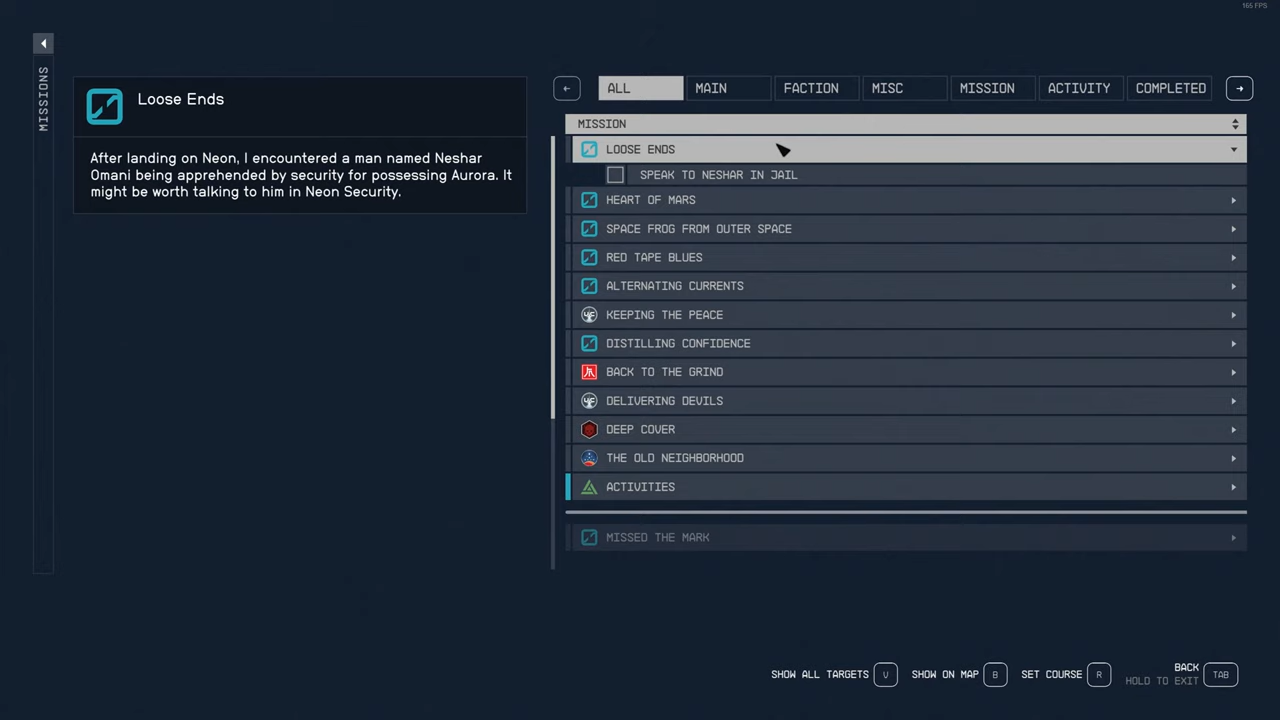 165 FPS
MISSIONS
Loose Ends
After landing on Neon, I encountered a man named Neshar
Omani being apprehended by security for possessing Aurora. It
might be worth talking to him in Neon Security.
ALL MAIN FACTION MISC MISSION ACTIVITY COMPLETED
MISSION
LOOSE ENDS
SPEAK TO NESHAR IN JAIL
HEART OF MARS
SPACE FROG FROM OUTER SPACE
RED TAPE BLUES
ALTERNATING CURRENTS
KEEPING THE PEACE
DISTILLING CONFIDENCE
BACK TO THE GRIND
DELIVERING DEVILS
DEEP COVER
THE OLD NEIGHBORHOOD
ACTIVITIES
MISSED THE MARK
SHOW ALL TARGETS V SHOW ON MAP B SET COURSE R BACK TAB
HOLD TO EXIT